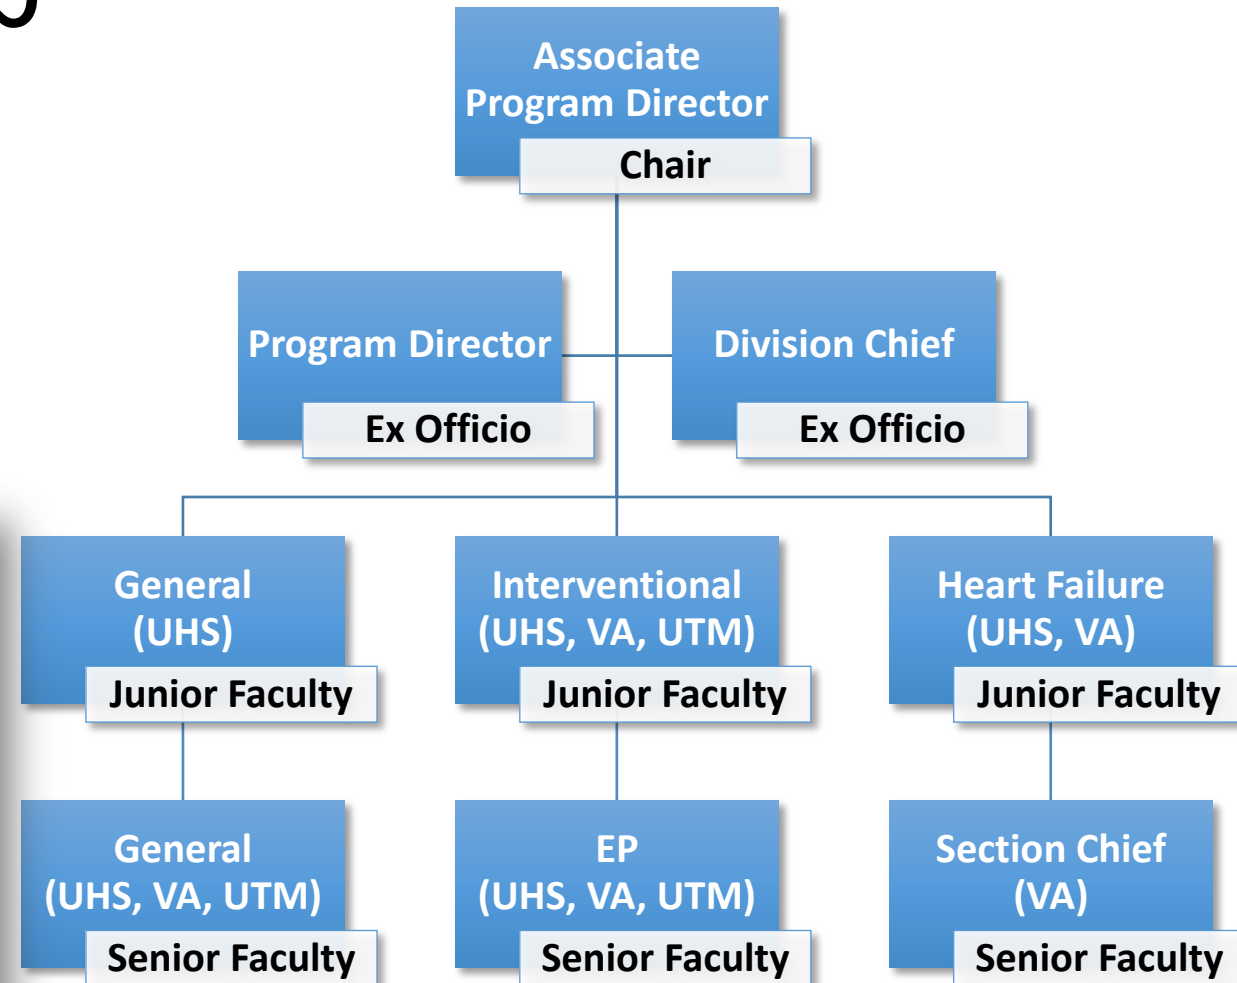 Associate
Program Director
Chair
Program Director
Ex Officio
Division Chief
Ex Officio
General
(UHS)
Junior Faculty
Interventional
(UHS, VA, UTM)
Junior Faculty
Heart Failure
(UHS, VA)
Junior Faculty
General
(UHS, VA, UTM)
Senior Faculty
EP
(UHS, VA, UTM)
Senior Faculty
Section Chief
(VA)
Senior Faculty